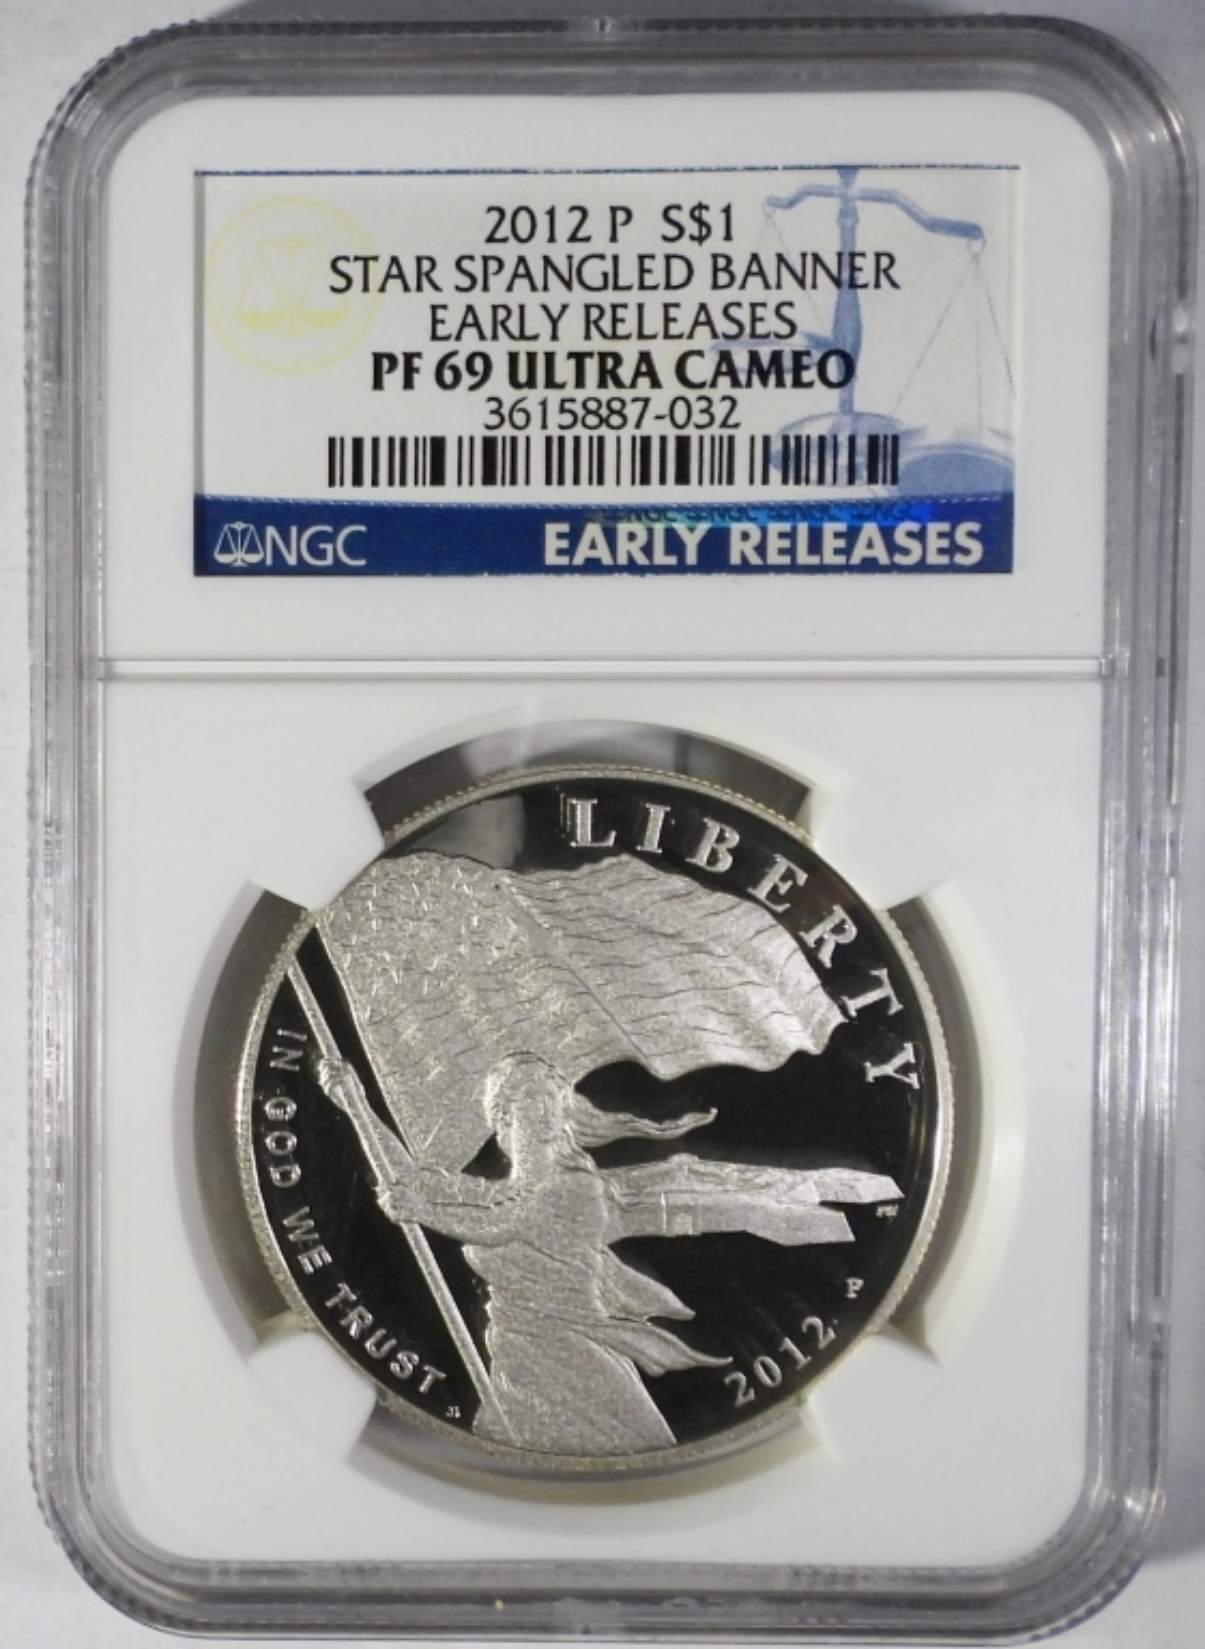 2012 P S$1
STAR SPANGLED BANNER
EARLY RELEASES
PF 69 ULTRA CAMEO
3615887-032
NGC
EARLY RELEASES
LIBERTY
IN GOD WE TRUST
P
2012